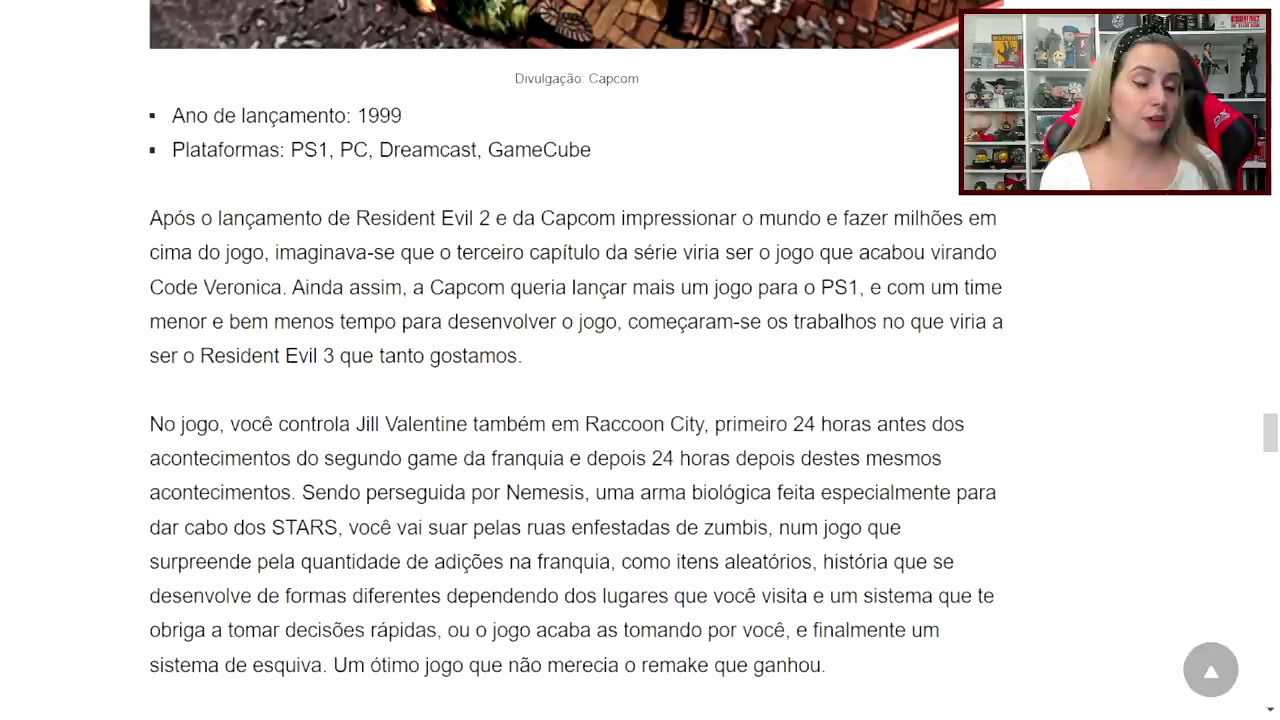 Divulgação: Capcom
▪ Ano de lançamento: 1999
▪ Plataformas: PS1, PC, Dreamcast, GameCube
Após o lançamento de Resident Evil 2 e da Capcom impressionar o mundo e fazer milhões em
cima do jogo, imaginava-se que o terceiro capítulo da série viria ser o jogo que acabou virando
Code Veronica. Ainda assim, a Capcom queria lançar mais um jogo para o PS1, e com um time
menor e bem menos tempo para desenvolver o jogo, começaram-se os trabalhos no que viria a
ser o Resident Evil 3 que tanto gostamos.
No jogo, você controla Jill Valentine também em Raccoon City, primeiro 24 horas antes dos
acontecimentos do segundo game da franquia e depois 24 horas depois destes mesmos
acontecimentos. Sendo perseguida por Nemesis, uma arma biológica feita especialmente para
dar cabo dos STARS, você vai suar pelas ruas enfestadas de zumbis, num jogo que
surpreende pela quantidade de adições na franquia, como itens aleatórios, história que se
desenvolve de formas diferentes dependendo dos lugares que você visita e um sistema que te
obriga a tomar decisões rápidas, ou o jogo acaba as tomando por você, e finalmente um
sistema de esquiva. Um ótimo jogo que não merecia o remake que ganhou.